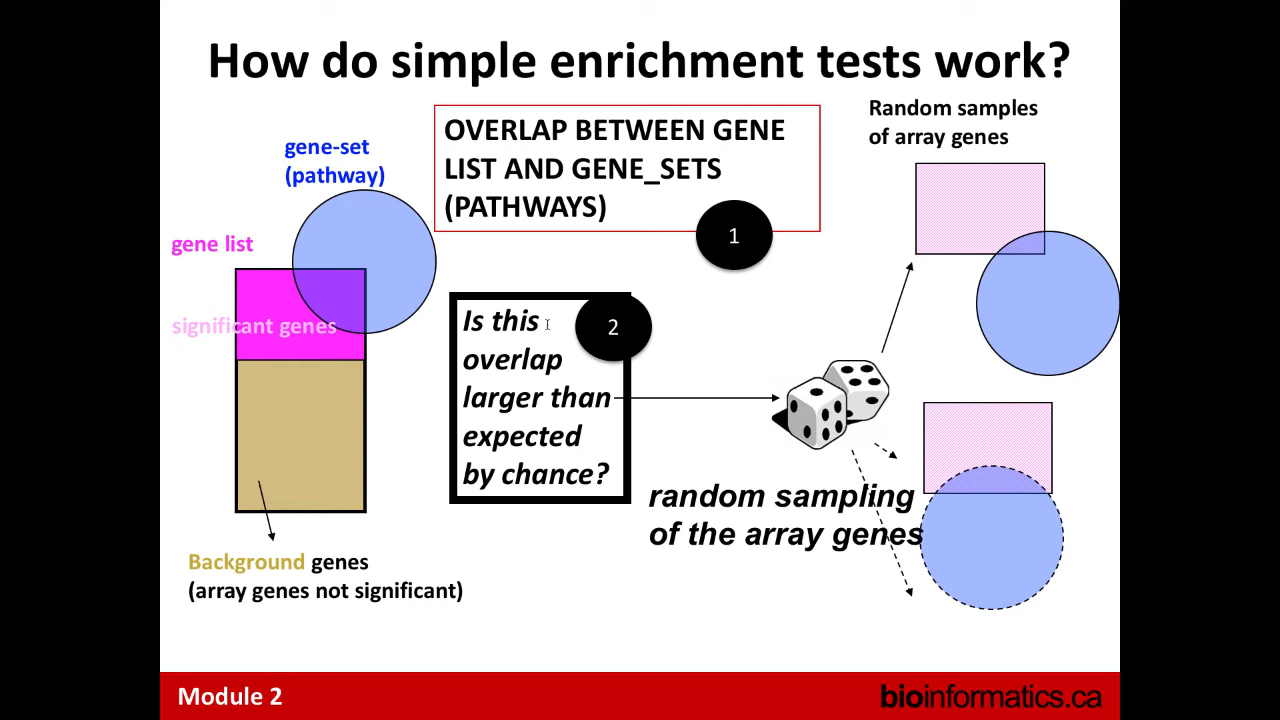 How do simple enrichment tests work?
gene-set
(pathway)
gene list
significant genes
OVERLAP BETWEEN GENE
LIST AND GENE_SETS
(PATHWAYS)
1
Random samples
of array genes
Is this
overlap
larger than
expected
by chance?
2
random sampling
of the array genes
Background genes
(array genes not significant)
Module 2
bioinformatics.ca